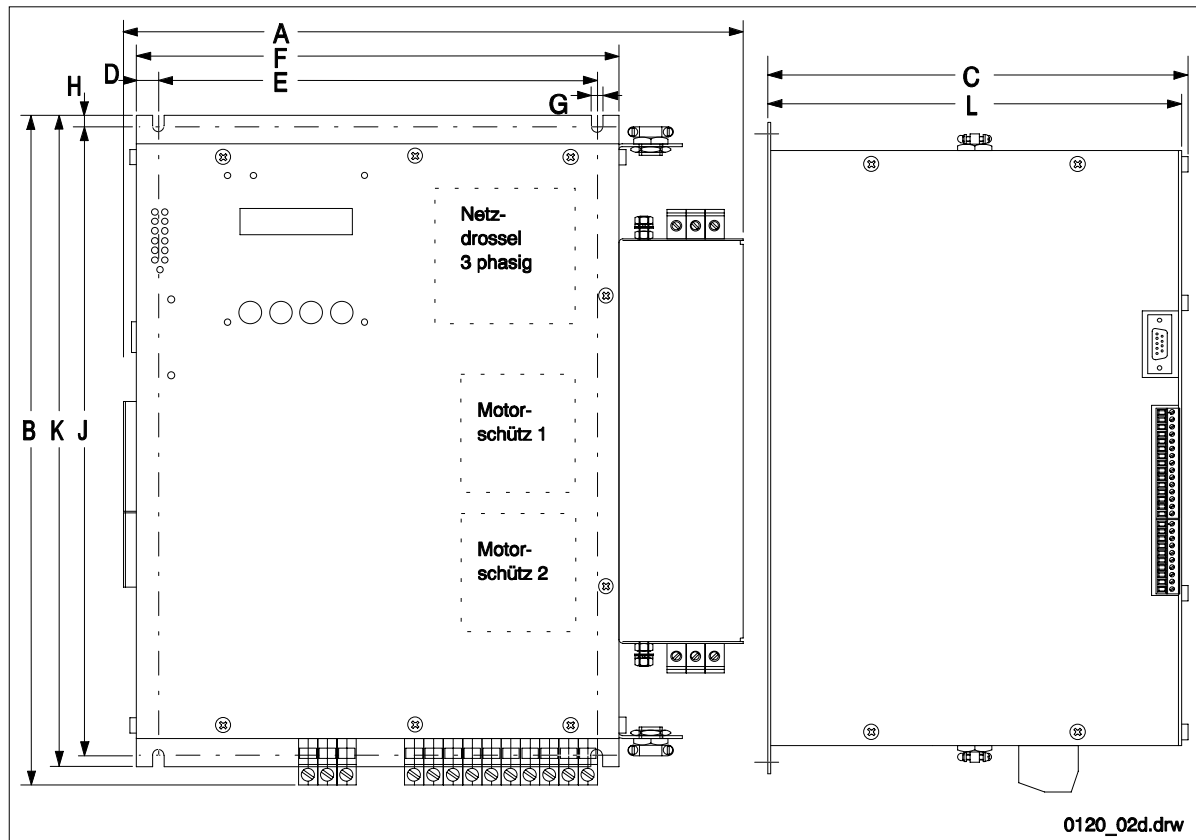 A
F
D
E
H
G
C
L
Netz-
drossel
3 phasig
B K J
Motor-
schütz 1
Motor-
schütz 2
0120_02d.drw